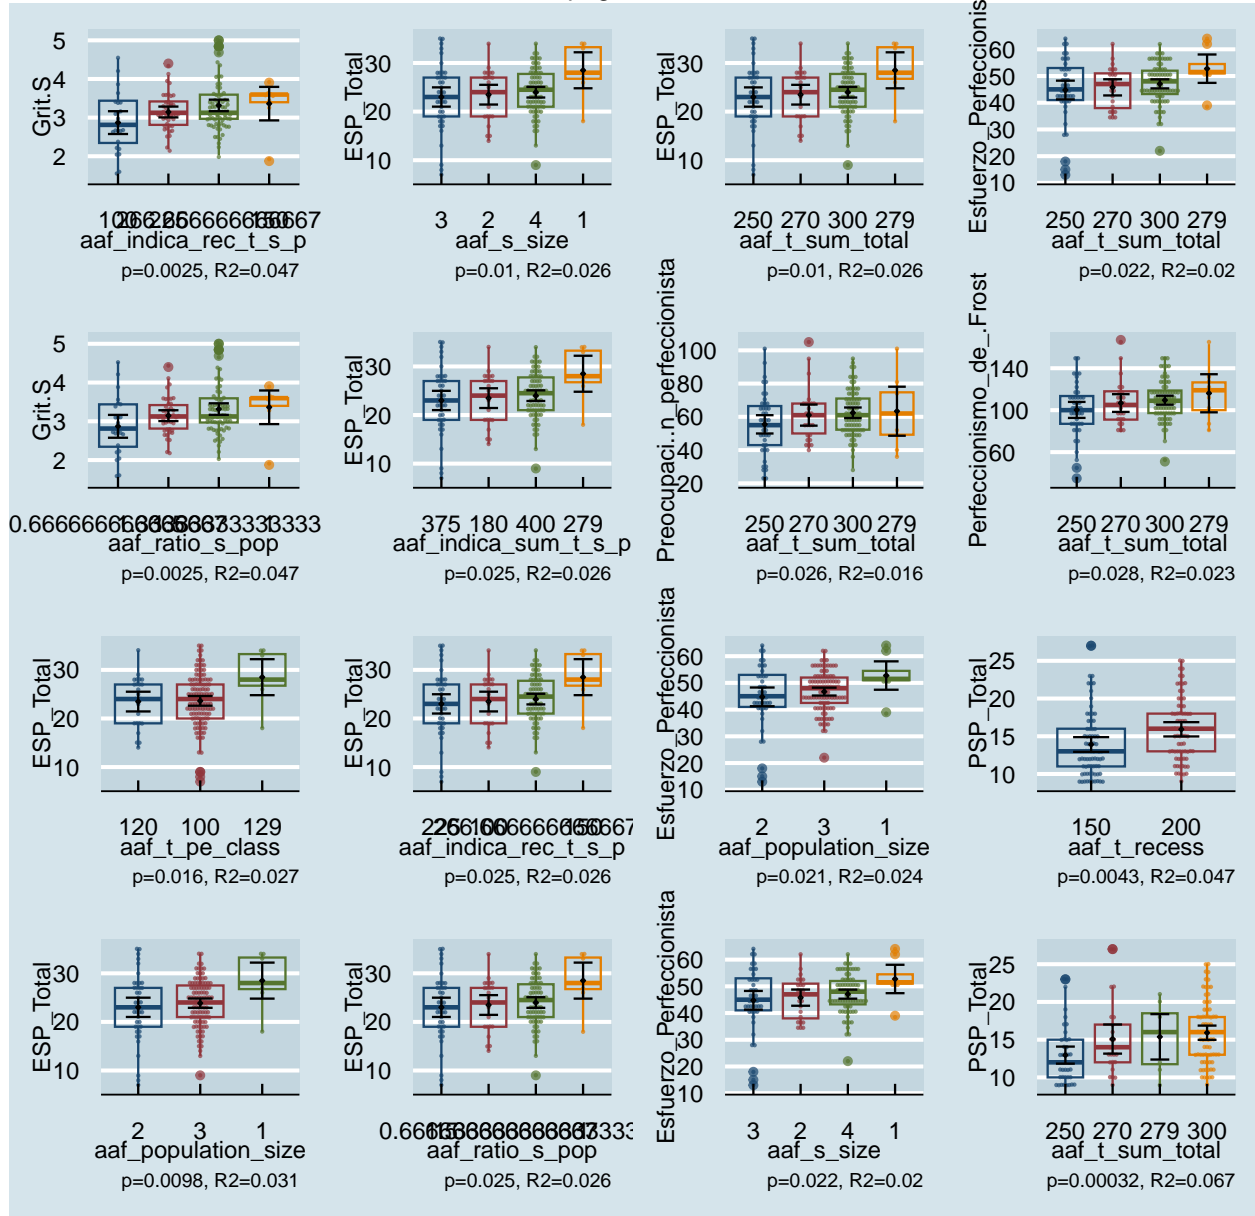 Grit.S
5
4
3
2
aaf_indica_rec_t_s_p
p=0.0025, R2=0.047
ESP_Total
30
20
10
3 2 4 1
aaf_s_size
p=0.01, R2=0.026
ESP_Total
30
20
10
250 270 300 279
aaf_t_sum_total
p=0.01, R2=0.026
60
50
40
30
20
10
250 270 300 279
aaf_t_sum_total
p=0.022, R2=0.02
Grit.S
5
4
3
2
aaf_ratio_s_pop
p=0.0025, R2=0.047
ESP_Total
30
20
10
375 180 400 279
aaf_indica_sum_t_s_p
p=0.025, R2=0.026
Preocupaci...n_perfeccionista
100
80
60
40
20
250 270 300 279
aaf_t_sum_total
p=0.026, R2=0.016
Perfeccionismo_de_.Frost
140
100
60
250 270 300 279
aaf_t_sum_total
p=0.028, R2=0.023
ESP_Total
30
20
10
120 100 129
aaf_t_pe_class
p=0.016, R2=0.027
ESP_Total
30
20
10
aaf_indica_rec_t_s_p
p=0.025, R2=0.026
Esfuerzo_Perfeccionista
60
50
40
30
20
10
2 3 1
aaf_population_size
p=0.021, R2=0.024
PSP_Total
25
20
15
10
150 200
aaf_t_recess
p=0.0043, R2=0.047
ESP_Total
30
20
10
2 3 1
aaf_population_size
p=0.0098, R2=0.031
ESP_Total
30
20
10
aaf_ratio_s_pop
p=0.025, R2=0.026
Esfuerzo_Perfeccionista
60
50
40
30
20
10
3 2 4 1
aaf_s_size
p=0.022, R2=0.02
PSP_Total
25
20
15
10
250 270 279 300
aaf_t_sum_total
p=0.00032, R2=0.067